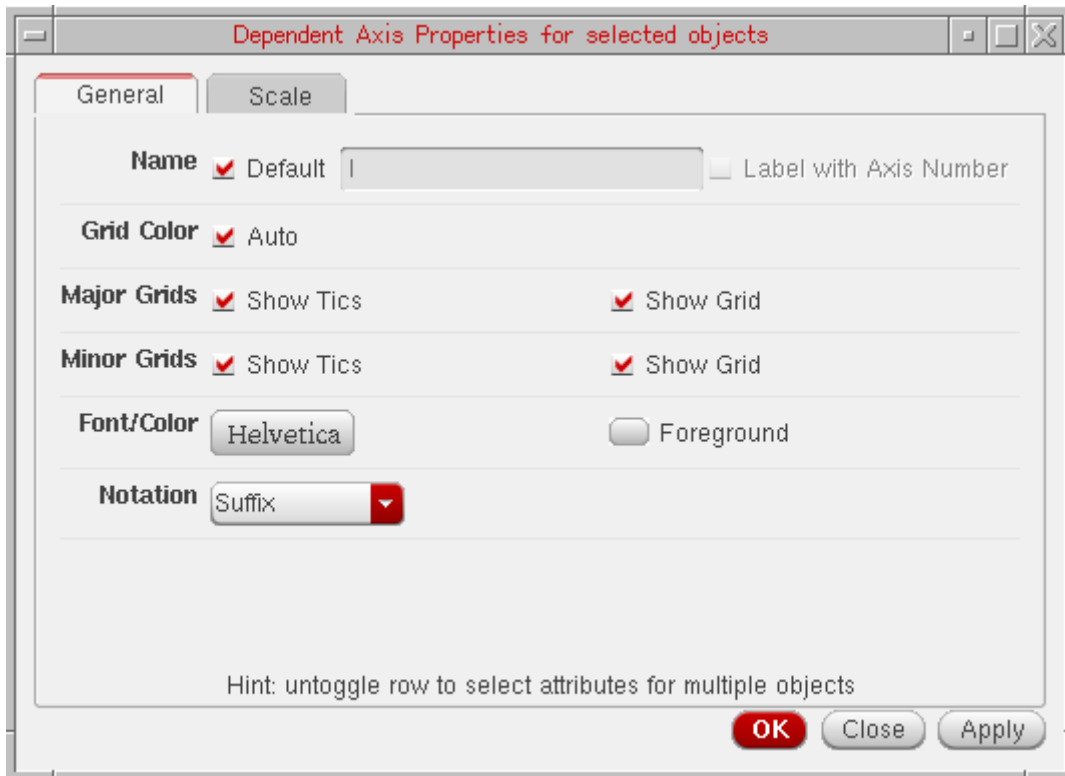 Dependent Axis Properties for selected objects
General Scale
Name Default I Label with Axis Number
Grid Color Auto
Major Grids Show Tics Show Grid
Minor Grids Show Tics Show Grid
Font/Color Helvetica Foreground
Notation Suffix
Hint: untoggle row to select attributes for multiple objects
OK Close Apply